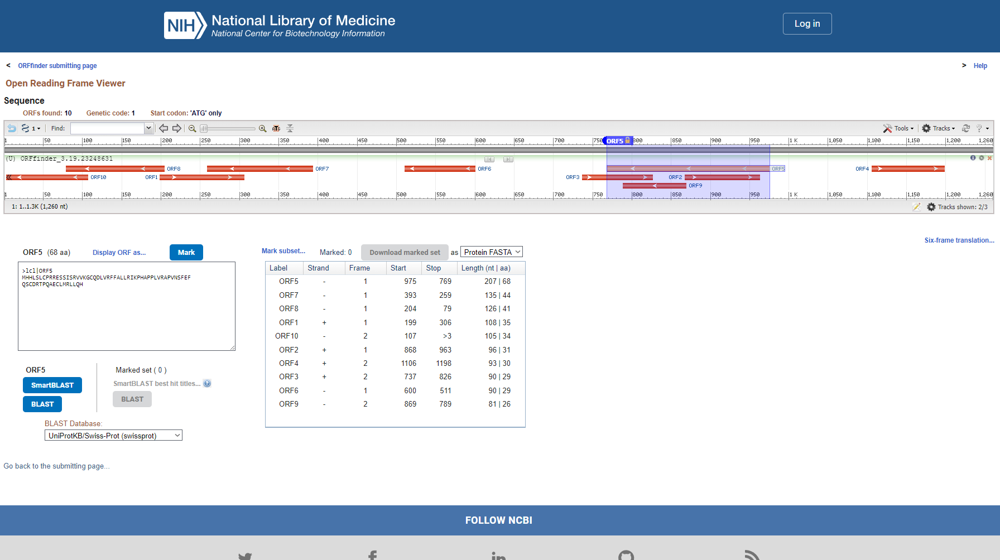 NIH National Library of Medicine
National Center for Biotechnology Information
Log in
< ORFfinder submitting page
> Help
Open Reading Frame Viewer
Sequence
ORFs found: 10 Genetic code: 1 Start codon: 'ATG' only
1 Find: Tools Tracks ?
1 50 100 150 200 250 300 350 400 450 500 550 600 650 700 750 ORF5 800 850 900 950 1 K 1,050 1,100 1,150 1,200 1,260
(U) ORFfinder_3.19.23248631
ORF8 ORF7 ORF6 ORF5 ORF4
ORF10 ORF1 ORF3 ORF2
ORF9
1 50 100 150 200 250 300 350 400 450 500 550 600 650 700 750 800 850 900 950 1 K 1,050 1,100 1,150 1,200 1,260
1: 1..1.3K (1,260 nt) Tracks shown: 2/3
Six-frame translation...
ORF5 (68 aa) Display ORF as... Mark
>lcl|ORF5
MHHLSLCPRRESSISRVVKGCQDLVRFFALLRIKPHAPPLVRAPVNSFEF
QSCDRTPQAECLMRLLQH
ORF5
SmartBLAST
BLAST
Marked set ( 0 )
SmartBLAST best hit titles... ?
BLAST
BLAST Database:
UniProtKB/Swiss-Prot (swissprot)
Mark subset... Marked: 0 Download marked set as Protein FASTA
Label Strand Frame Start Stop Length (nt | aa)
ORF5 - 1 975 769 207 | 68
ORF7 - 1 393 259 135 | 44
ORF8 - 1 204 79 126 | 41
ORF1 + 1 199 306 108 | 35
ORF10 - 2 107 >3 105 | 34
ORF2 + 1 868 963 96 | 31
ORF4 + 2 1106 1198 93 | 30
ORF3 + 2 737 826 90 | 29
ORF6 - 1 600 511 90 | 29
ORF9 - 2 869 789 81 | 26
Go back to the submitting page...
FOLLOW NCBI